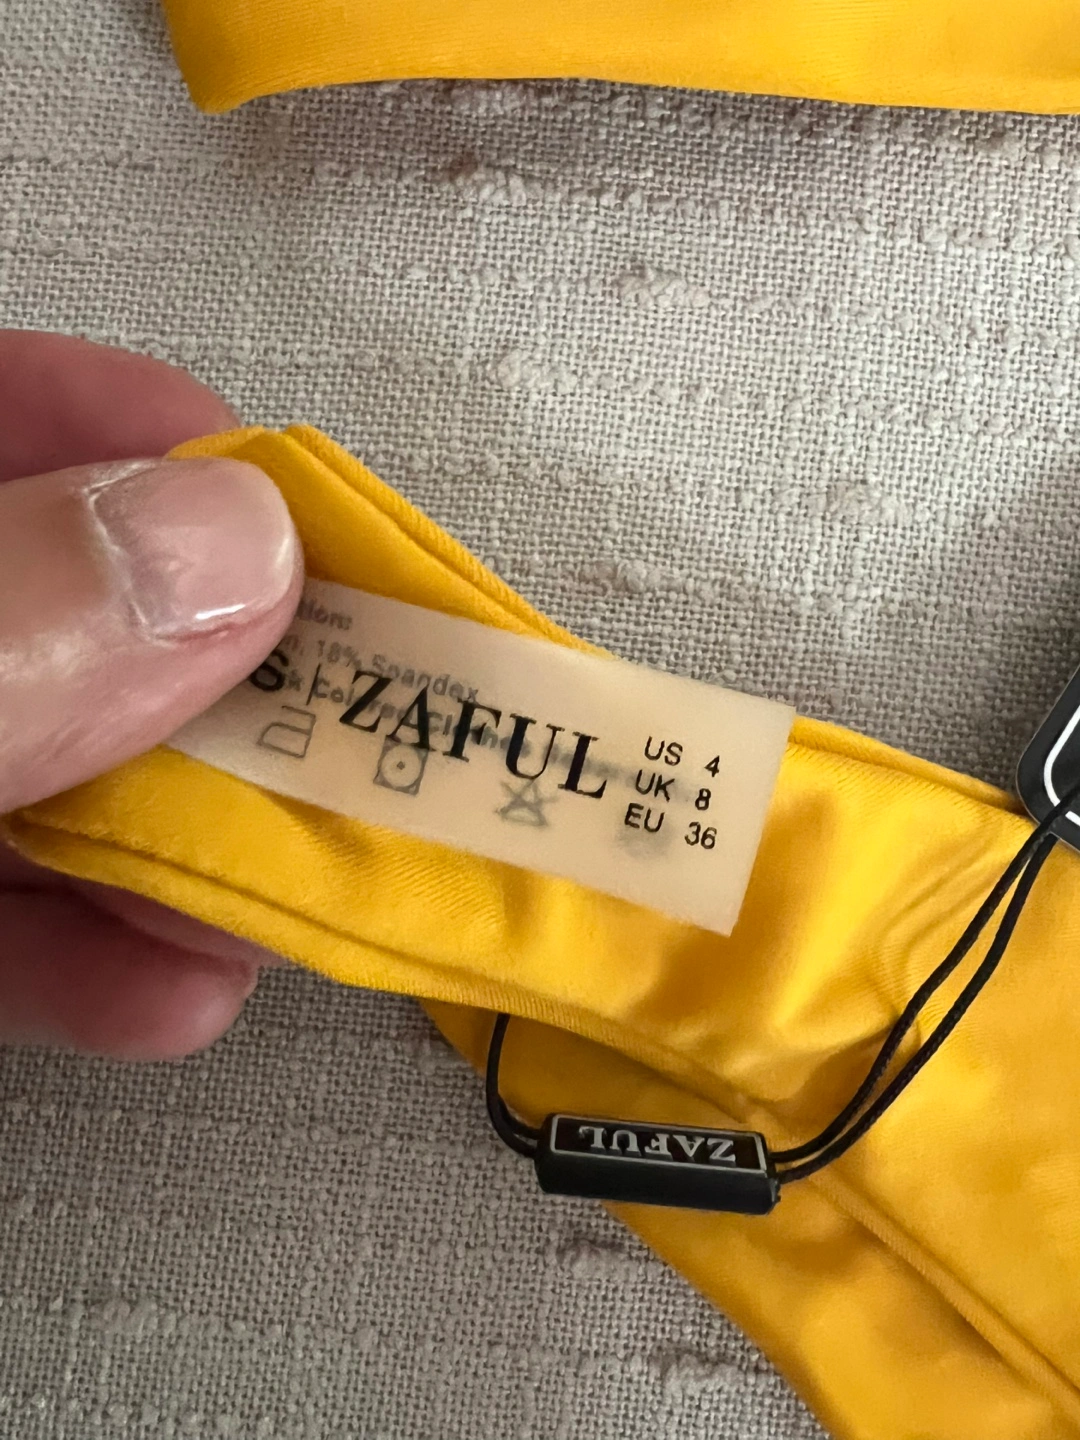 S | ZAFUL
US 4
UK 8
EU 36
18% Spandex
ZAFUL